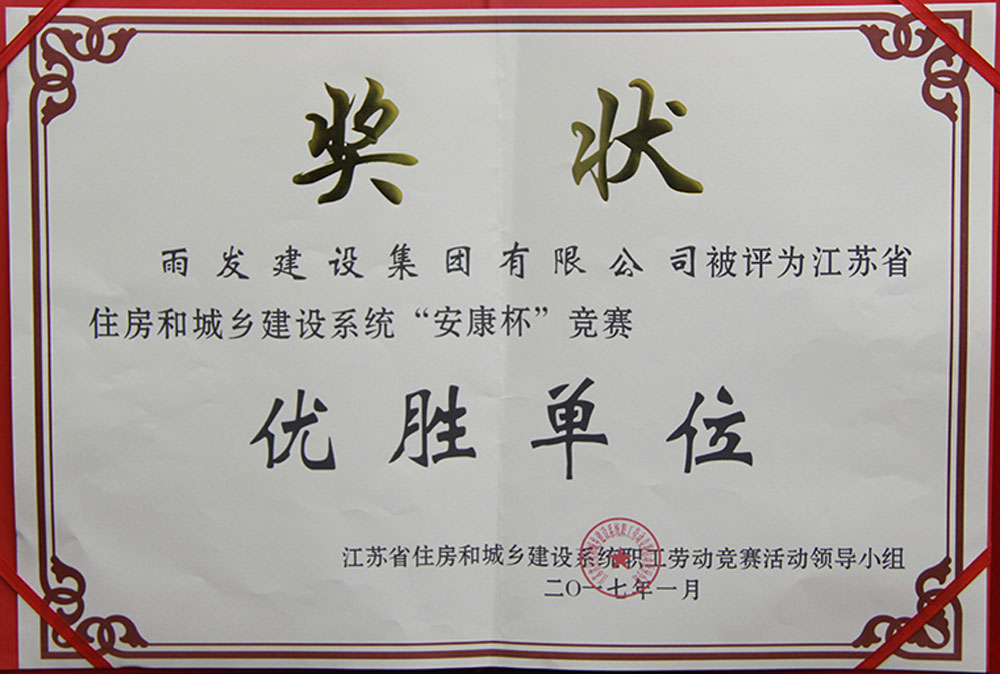 奖状
雨发建设集团有限公司被评为江苏省
住房和城乡建设系统“安康杯”竞赛
优胜单位
江苏省住房和城乡建设系统职工劳动竞赛活动领导小组
二〇一七年一月